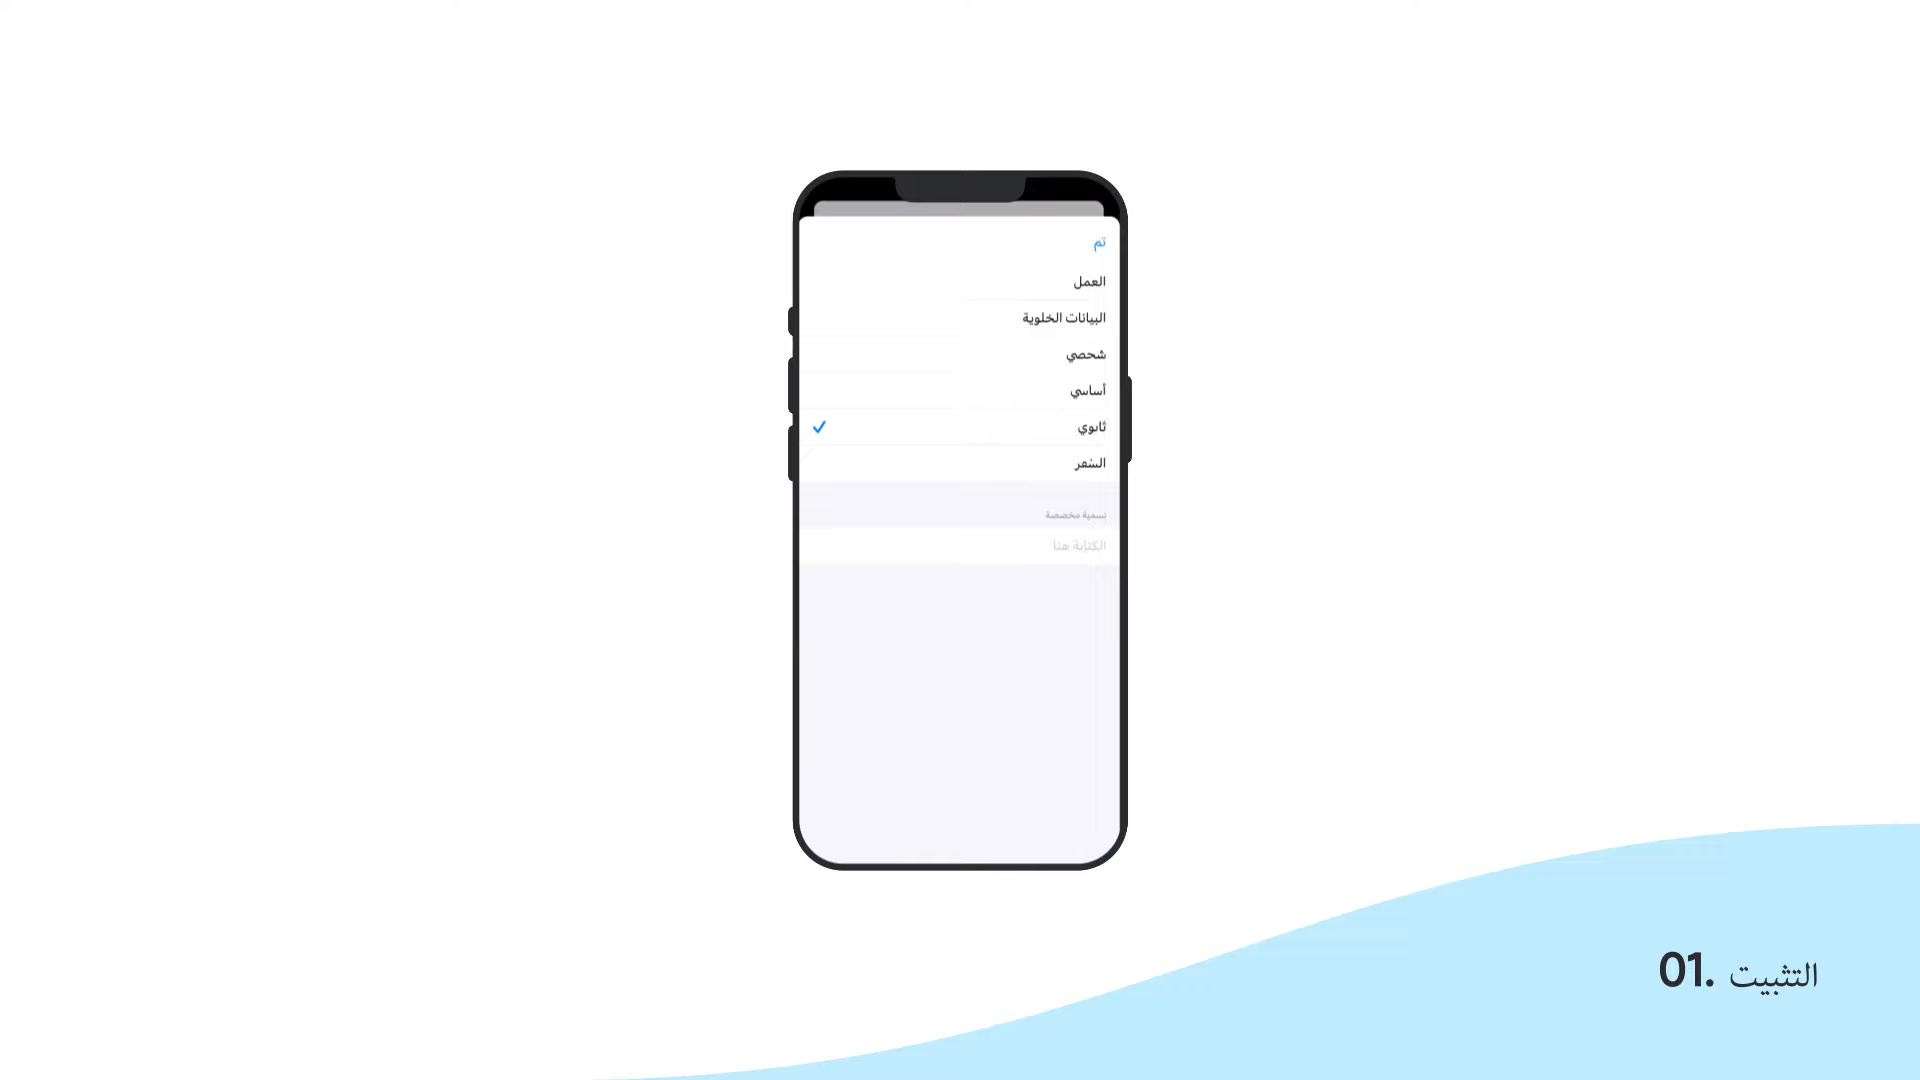 تم
العمل
البيانات الخلوية
شخصي
أساسي
ثانوي
السفر
تسمية مخصصة
الكتابة هنا
01. التثبيت